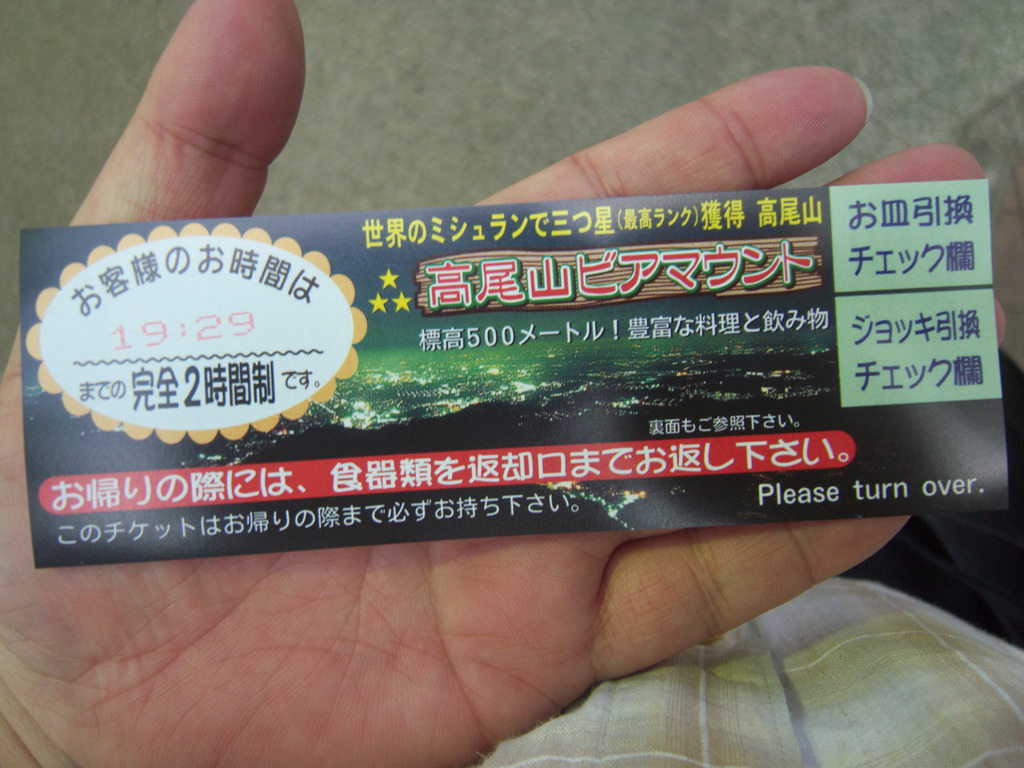 お客様のお時間は
19:29
までの完全2時間制です。
世界のミシュランで三つ星(最高ランク)獲得 高尾山
高尾山ビアマウント
標高500メートル！豊富な料理と飲み物
裏面もご参照下さい。
お帰りの際には、食器類を返却口までお返し下さい。
このチケットはお帰りの際まで必ずお持ち下さい。
Please turn over.
お皿引換
チェック欄
ジョッキ引換
チェック欄